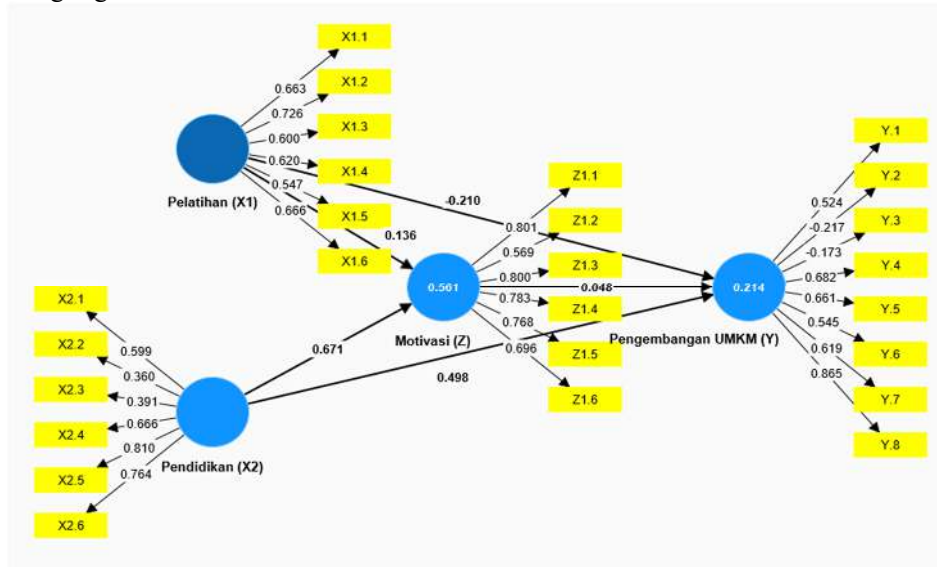 X1.1
X1.2
X1.3
X1.4
X1.5
X1.6
0.663
0.726
0.600
0.620
0.547
0.666
Pelatihan (X1)
-0.210
0.136
X2.1
X2.2
X2.3
X2.4
X2.5
X2.6
0.599
0.360
0.391
0.666
0.810
0.764
Pendidikan (X2)
0.671
0.498
Z1.1
Z1.2
Z1.3
Z1.4
Z1.5
Z1.6
0.801
0.569
0.800
0.783
0.768
0.696
Motivasi (Z)
0.048
Y.1
Y.2
Y.3
Y.4
Y.5
Y.6
Y.7
Y.8
0.524
-0.217
-0.173
0.682
0.661
0.545
0.619
0.865
0.214
Pengembangan UMKM (Y)